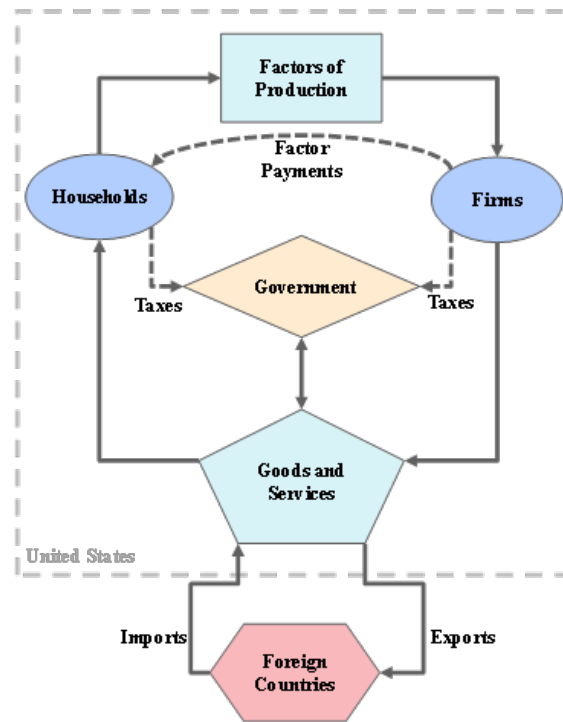 Factors of
Production
Factor
Payments
Households
Firms
Government
Taxes
Taxes
Goods and
Services
United States
Imports
Exports
Foreign
Countries